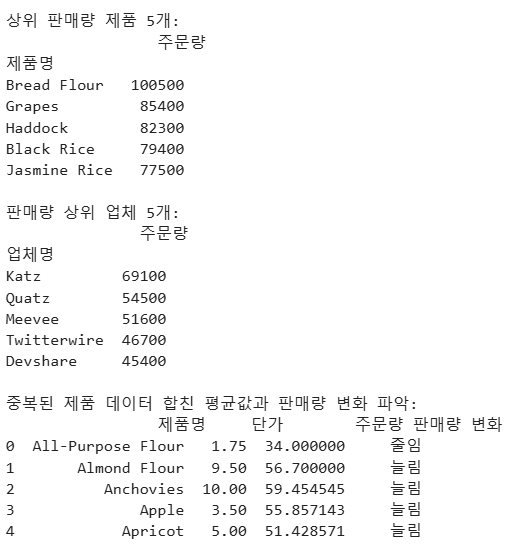 상위 판매량 제품 5개:
주문량
제품명
Bread Flour 100500
Grapes 85400
Haddock 82300
Black Rice 79400
Jasmine Rice 77500
판매량 상위 업체 5개:
주문량
업체명
Katz 69100
Quatz 54500
Meevee 51600
Twitterwire 46700
Devshare 45400
중복된 제품 데이터 합친 평균값과 판매량 변화 파악:
제품명 단가 주문량 판매량 변화
0 All-Purpose Flour 1.75 34.000000 줄임
1 Almond Flour 9.50 56.700000 늘림
2 Anchovies 10.00 59.454545 늘림
3 Apple 3.50 55.857143 늘림
4 Apricot 5.00 51.428571 늘림